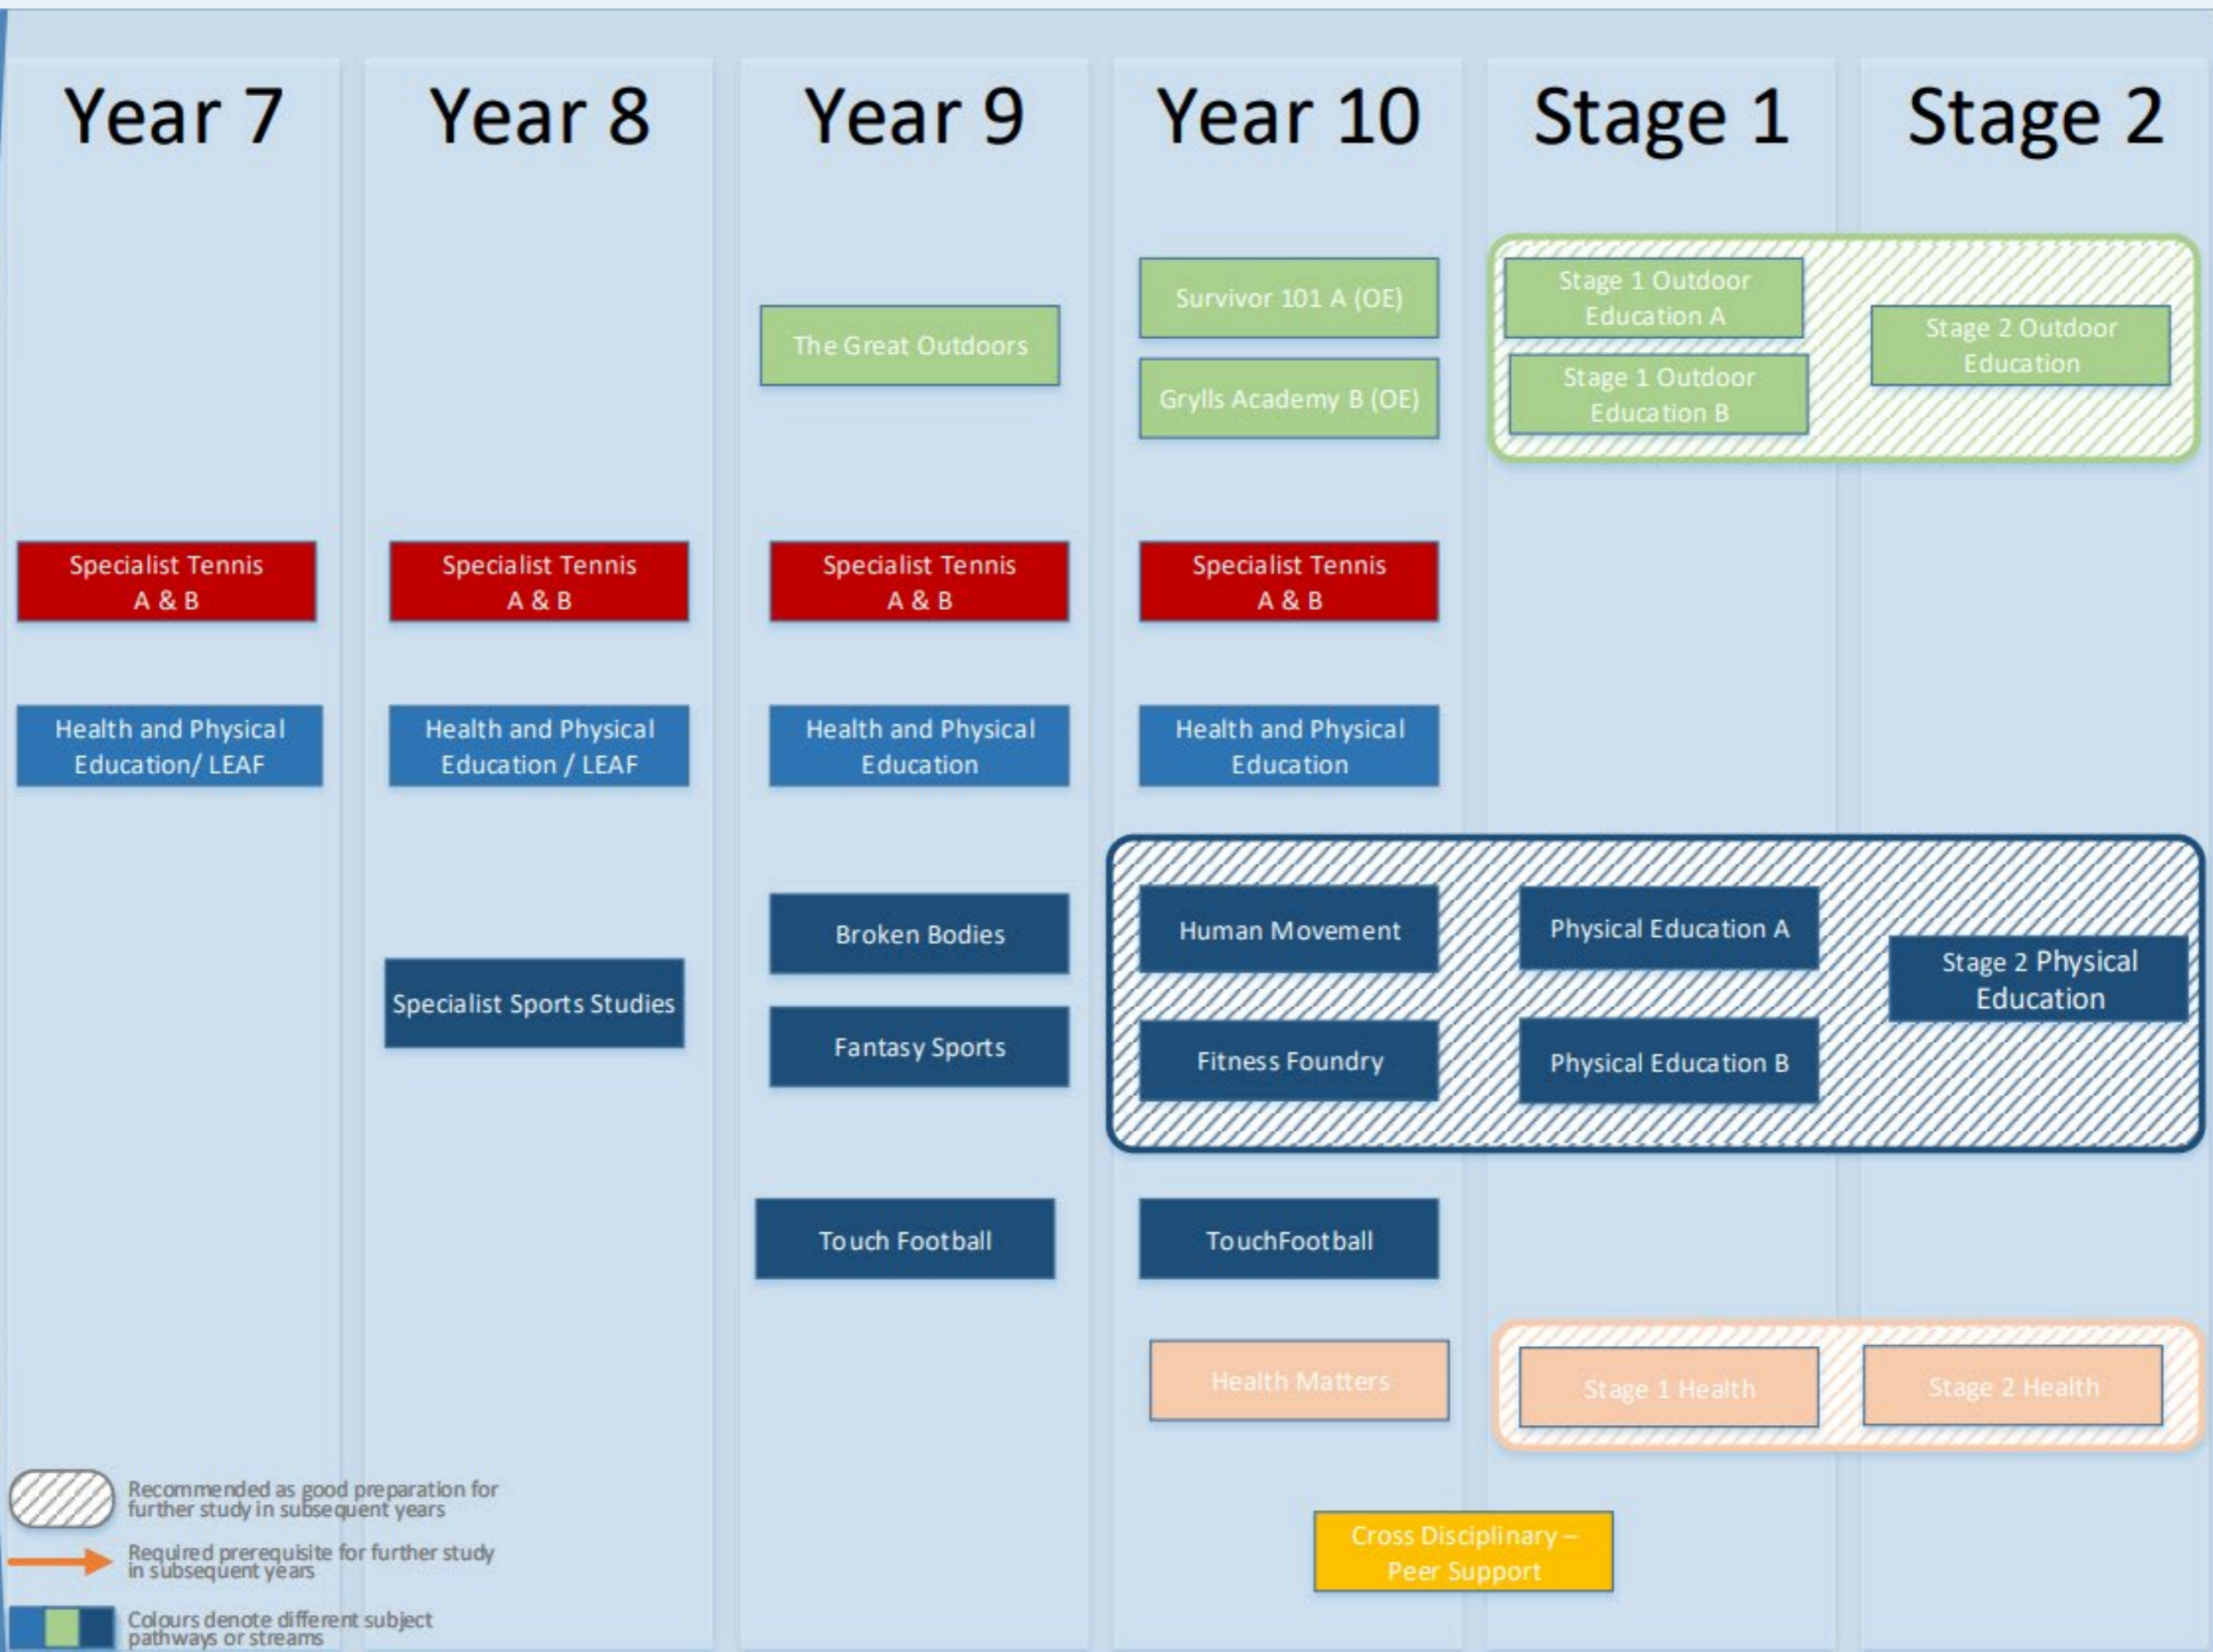 Year 7
Year 8
Year 9
Year 10
Stage 1
Stage 2
The Great Outdoors
Survivor 101 A (OE)
Grylls Academy B (OE)
Stage 1 Outdoor
Education A
Stage 1 Outdoor
Education B
Stage 2 Outdoor
Education
Specialist Tennis
A & B
Specialist Tennis
A & B
Specialist Tennis
A & B
Specialist Tennis
A & B
Health and Physical
Education/ LEAF
Health and Physical
Education / LEAF
Health and Physical
Education
Health and Physical
Education
Specialist Sports Studies
Broken Bodies
Fantasy Sports
Human Movement
Fitness Foundry
Physical Education A
Physical Education B
Stage 2 Physical
Education
Touch Football
TouchFootball
Health Matters
Stage 1 Health
Stage 2 Health
Cross Disciplinary –
Peer Support
Recommended as good preparation for
further study in subsequent years
Required prerequisite for further study
in subsequent years
Colours denote different subject
pathways or streams